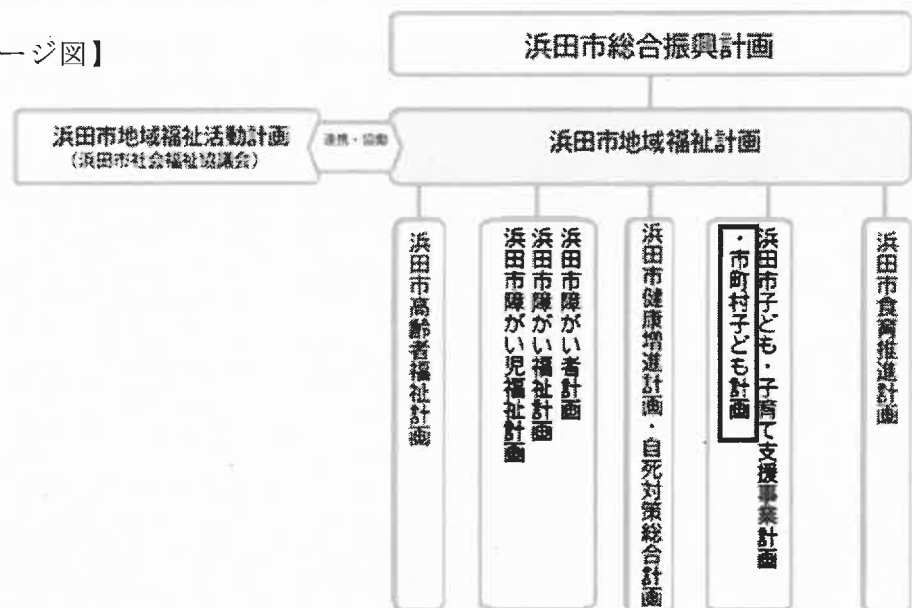 ージ図】
浜田市総合振興計画
浜田市地域福祉活動計画
(浜田市社会福祉協議会)
連携・協働
浜田市地域福祉計画
浜田市高齢者福祉計画
浜田市障がい者計画
浜田市障がい福祉計画
浜田市障がい児福祉計画
浜田市健康増進計画・自死対策総合計画
浜田市子ども・子育て支援事業計画
・市町村子ども計画
浜田市食育推進計画